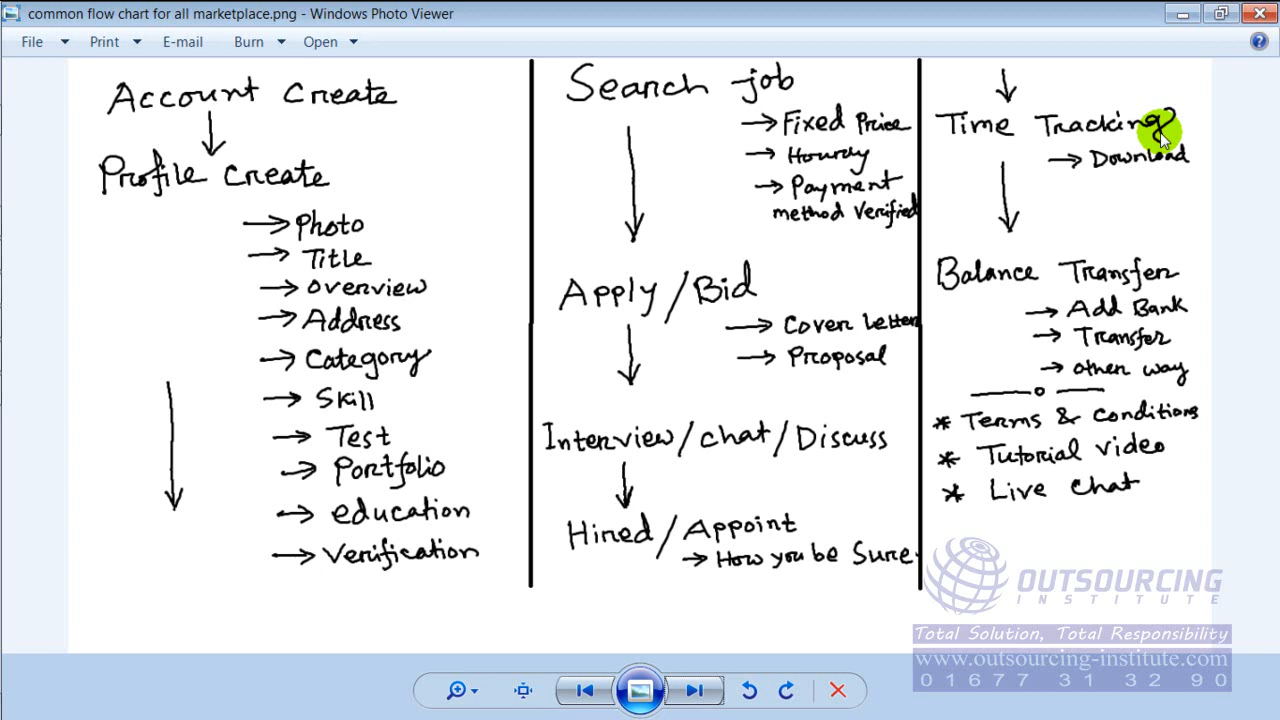 common flow chart for all marketplace.png - Windows Photo Viewer
File Print E-mail Burn Open
Account Create
Profile Create
→ Photo
→ Title
→ overview
→ Address
→ Category
→ Skill
→ Test
→ Portfolio
→ education
→ Verification
Search job
→ Fixed Price
→ Hourly
→ Payment
method Verified
Apply / Bid
→ Cover Letter
→ Proposal
Interview / chat / Discuss
Hired / Appoint
→ How you be Sure
Time Tracking
→ Download
Balance Transfer
→ Add Bank
→ Transfer
→ other way
* Terms & conditions
* Tutorial video
* Live chat
OUTSOURCING
INSTITUTE
Total Solution, Total Responsibility
www.outsourcing-institute.com
01677 31 32 90